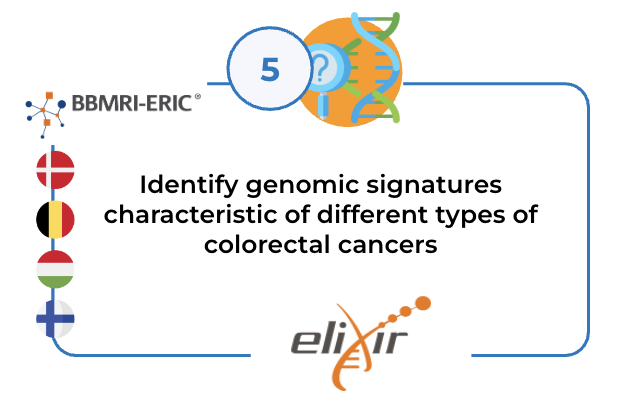 5
?
BBMRI-ERIC®
Identify genomic signatures
characteristic of different types of
colorectal cancers
elixir